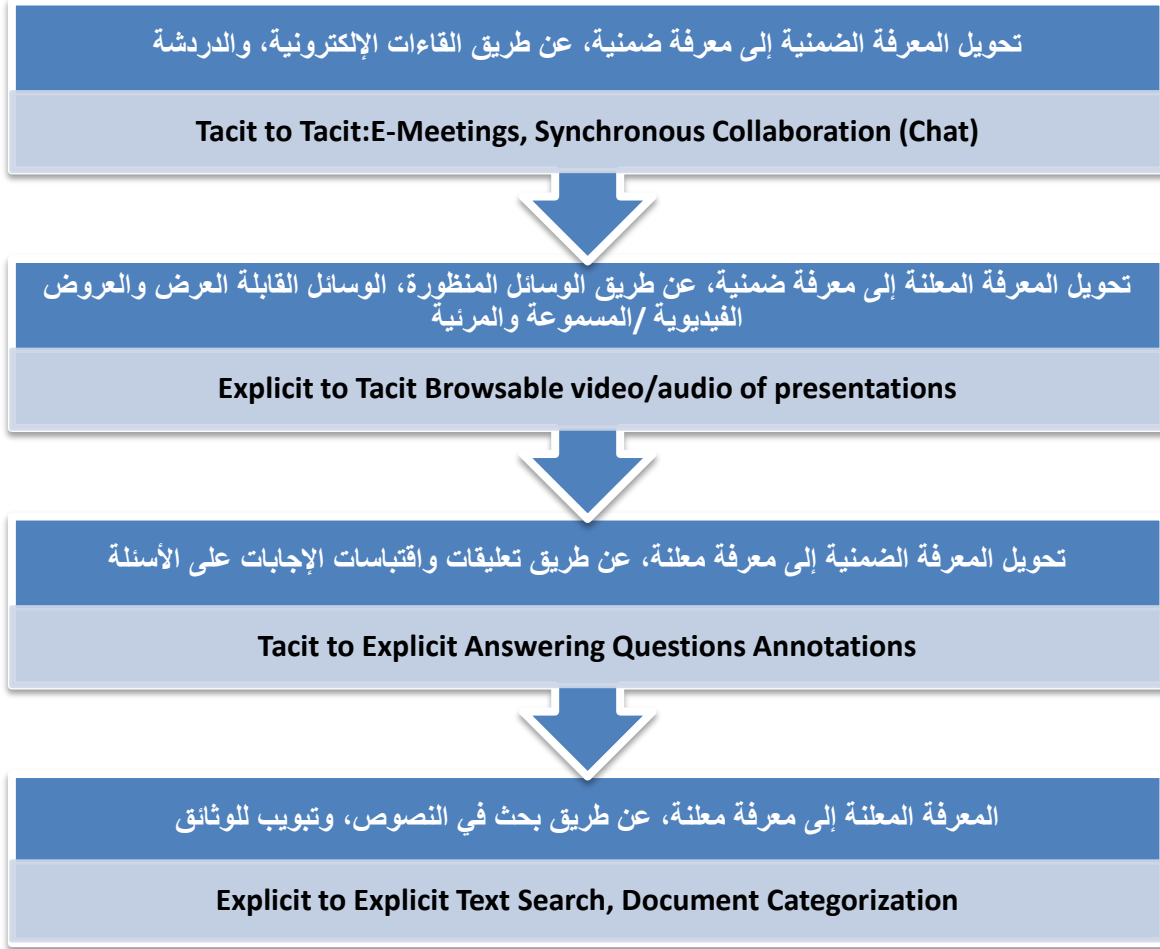 تحويل المعرفة الضمنية إلى معرفة ضمنية، عن طريق القاءات الإلكترونية، والدردشة
Tacit to Tacit:E-Meetings, Synchronous Collaboration (Chat)
تحويل المعرفة المعلنة إلى معرفة ضمنية، عن طريق الوسائل المنظورة، الوسائل القابلة العرض والعروض
الفيديوية /المسموعة والمرئية
Explicit to Tacit Browsable video/audio of presentations
تحويل المعرفة الضمنية إلى معرفة معلنة، عن طريق تعليقات واقتباسات الإجابات على الأسئلة
Tacit to Explicit Answering Questions Annotations
المعرفة المعلنة إلى معرفة معلنة، عن طريق بحث في النصوص، وتبويب للوثائق
Explicit to Explicit Text Search, Document Categorization